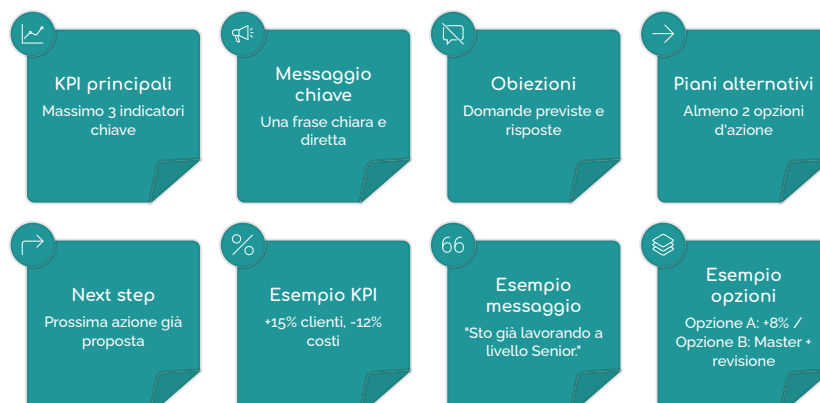 KPI principali
Massimo 3 indicatori
chiave
Messaggio
chiave
Una frase chiara e
diretta
Obiezioni
Domande previste e
risposte
Piani alternativi
Almeno 2 opzioni
d'azione
Next step
Prossima azione già
proposta
Esempio KPI
+15% clienti, -12%
costi
Esempio
messaggio
"Sto già lavorando a
livello Senior."
Esempio
opzioni
Opzione A: +8% /
Opzione B: Master +
revisione